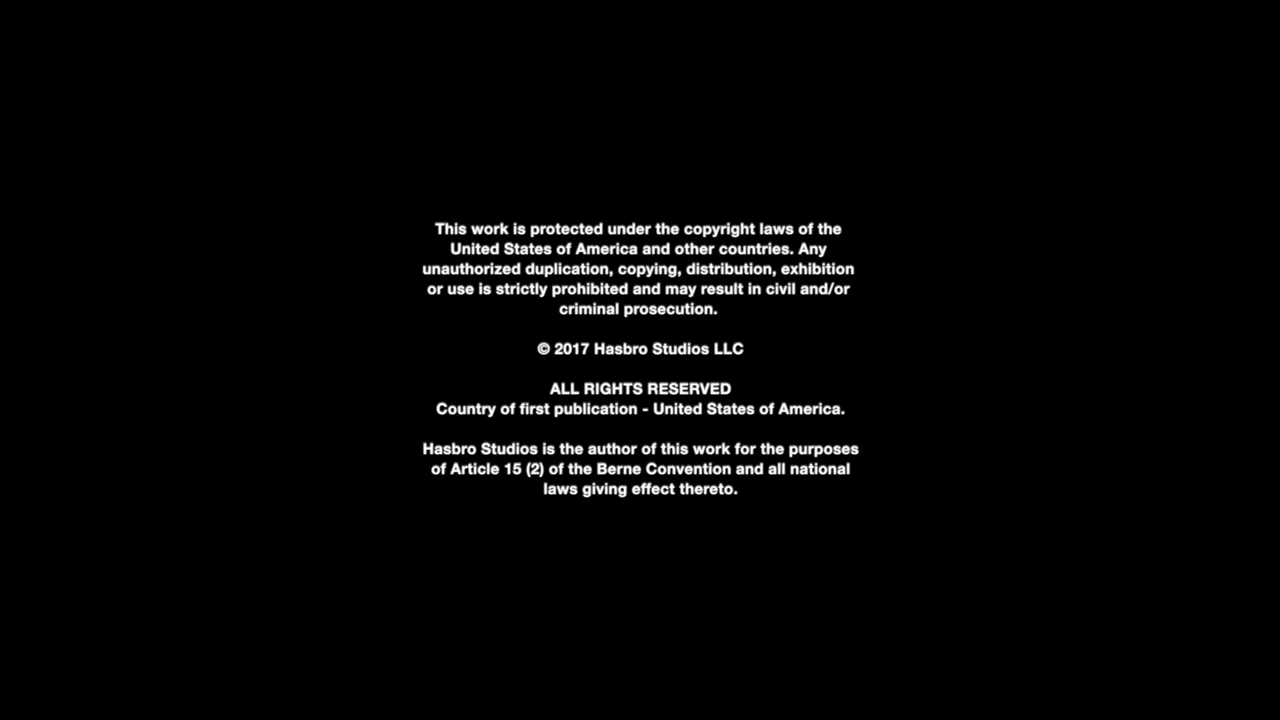 This work is protected under the copyright laws of the
United States of America and other countries. Any
unauthorized duplication, copying, distribution, exhibition
or use is strictly prohibited and may result in civil and/or
criminal prosecution.
© 2017 Hasbro Studios LLC
ALL RIGHTS RESERVED
Country of first publication - United States of America.
Hasbro Studios is the author of this work for the purposes
of Article 15 (2) of the Berne Convention and all national
laws giving effect thereto.